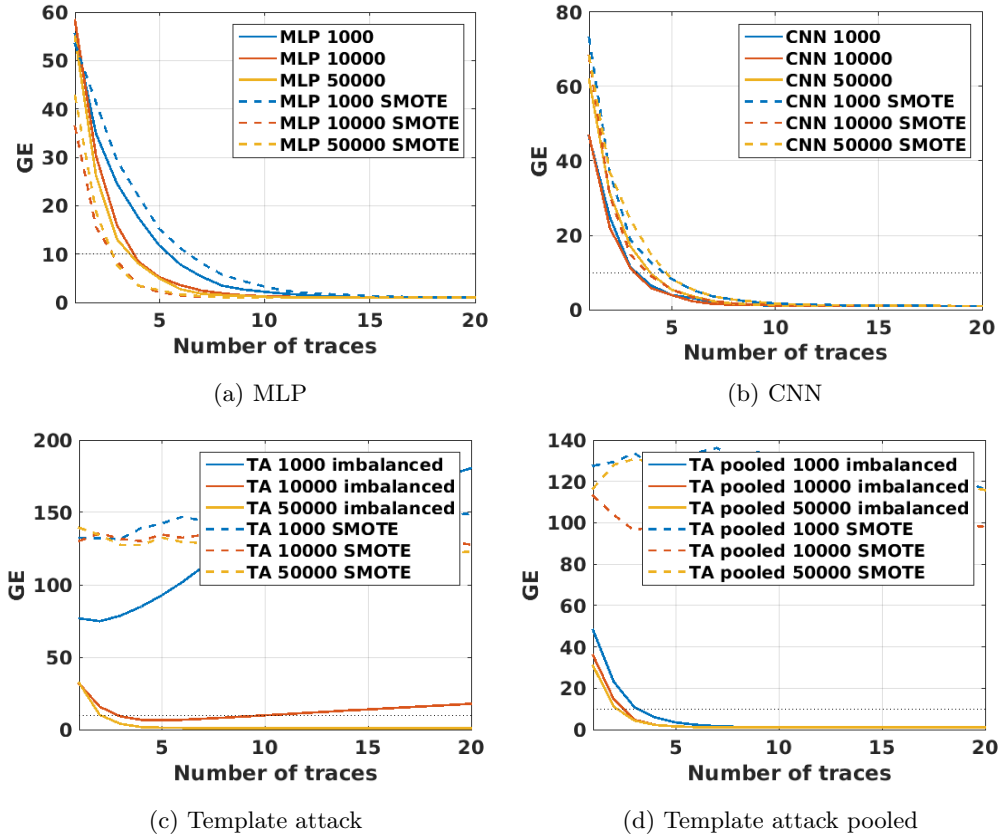 60
50
40
30
20
10
0
GE
MLP 1000
MLP 10000
MLP 50000
MLP 1000 SMOTE
MLP 10000 SMOTE
MLP 50000 SMOTE
5 10 15 20
Number of traces
(a) MLP
80
60
40
20
0
GE
CNN 1000
CNN 10000
CNN 50000
CNN 1000 SMOTE
CNN 10000 SMOTE
CNN 50000 SMOTE
5 10 15 20
Number of traces
(b) CNN
200
150
100
50
0
GE
TA 1000 imbalanced
TA 10000 imbalanced
TA 50000 imbalanced
TA 1000 SMOTE
TA 10000 SMOTE
TA 50000 SMOTE
5 10 15 20
Number of traces
(c) Template attack
140
120
100
80
60
40
20
0
GE
TA pooled 1000 imbalanced
TA pooled 10000 imbalanced
TA pooled 50000 imbalanced
TA pooled 1000 SMOTE
TA pooled 10000 SMOTE
TA pooled 50000 SMOTE
5 10 15 20
Number of traces
(d) Template attack pooled